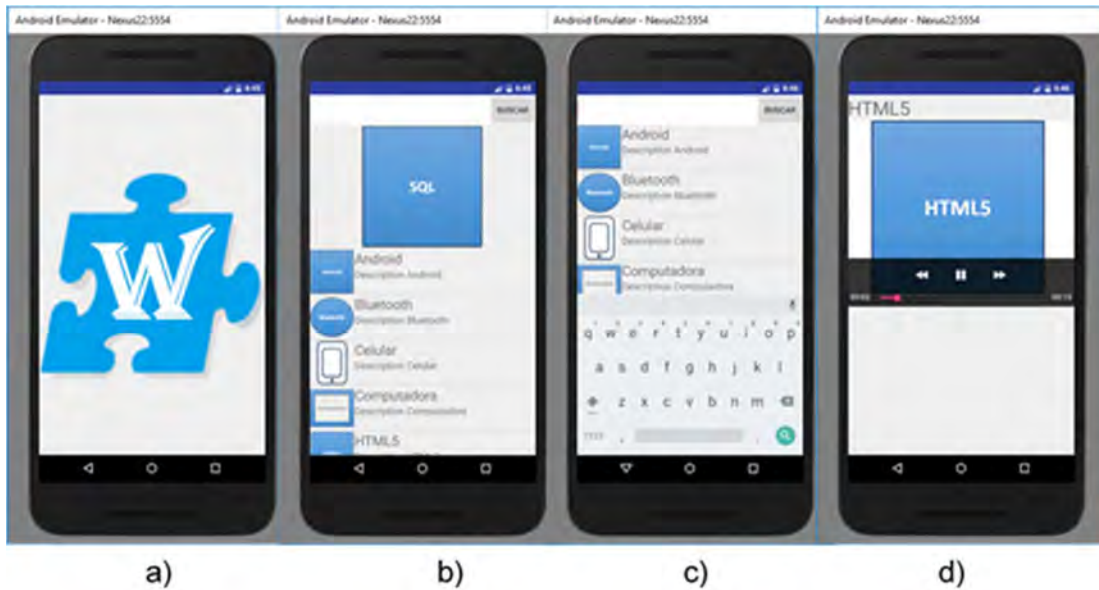 Android Emulator - Nexus22:5554
Android Emulator - Nexus22:5554
Android Emulator - Nexus22:5554
Android Emulator - Nexus22:5554
W
BUSCAR
SQL
Android
Description Android
Bluetooth
Description Bluetooth
Celular
Description Celular
Computadora
Description Computadora
HTML5
BUSCAR
Android
Description Android
Bluetooth
Description Bluetooth
Celular
Description Celular
Computadora
Description Computadora
q w e r t y u i o p
a s d f g h j k l
z x c v b n m
, .
HTML5
HTML5
a)
b)
c)
d)